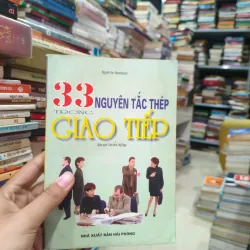 33 NGUYÊN TẮC THÉP
TRONG
GIAO TIẾP
NHÀ XUẤT BẢN HẢI PHÒNG